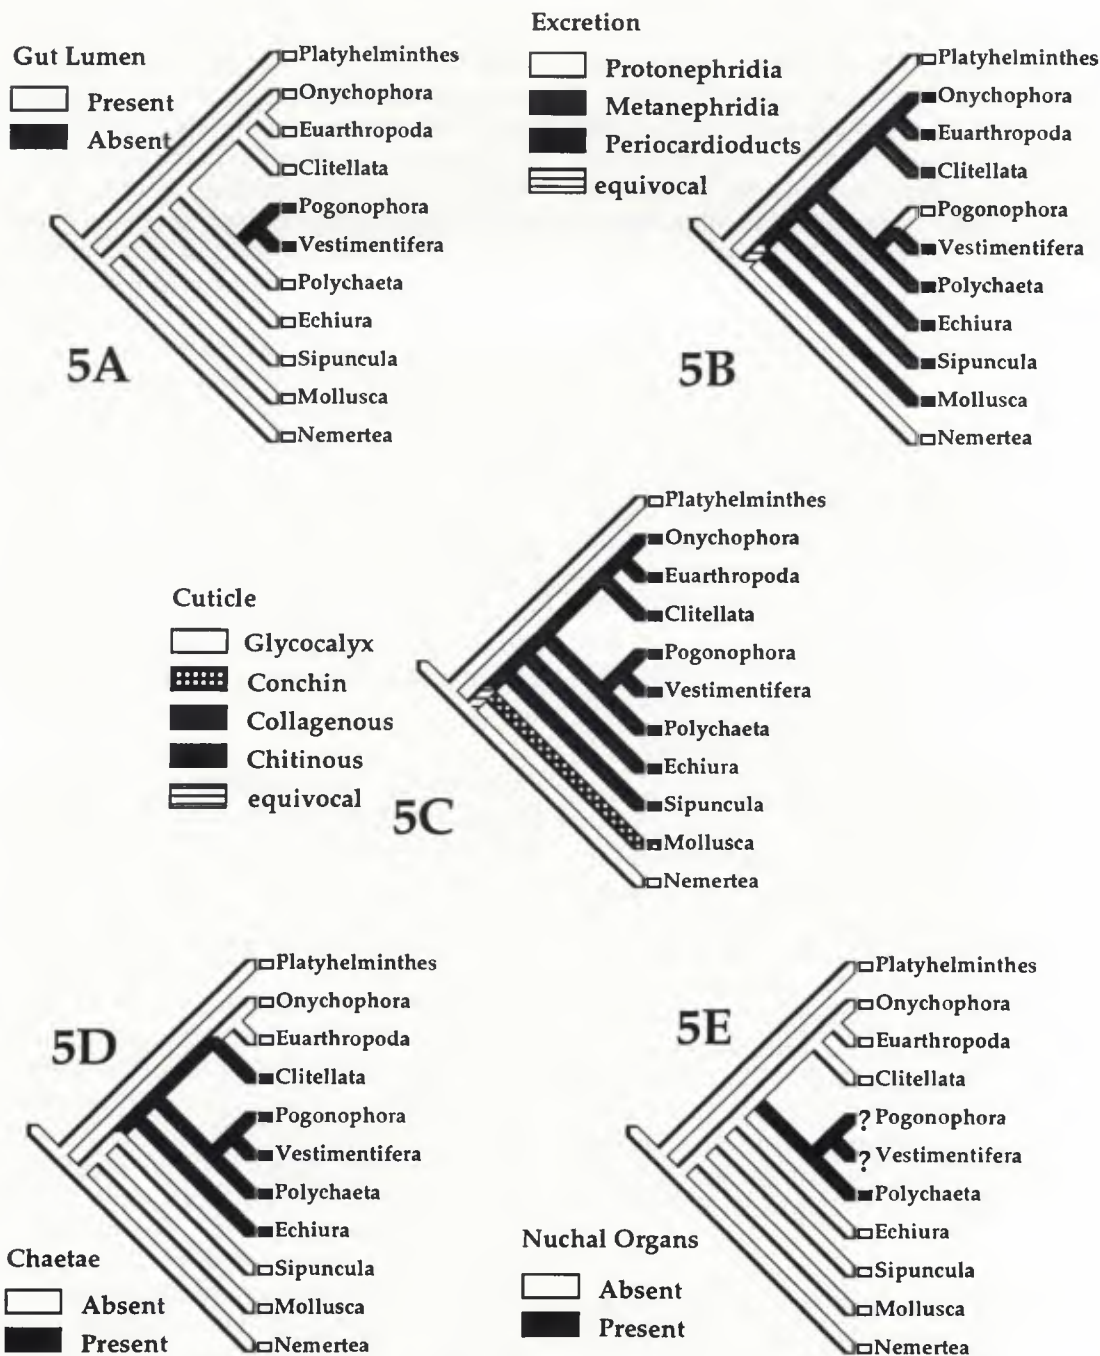 Gut Lumen
Present
Absent
Platyhelminthes
Onychophora
Euarthropoda
Clitellata
Pogonophora
Vestimentifera
Polychaeta
Echiura
Sipuncula
Mollusca
Nemertea
5A
Excretion
Protonephridia
Metanephridia
Periocardioducts
equivocal
Platyhelminthes
Onychophora
Euarthropoda
Clitellata
Pogonophora
Vestimentifera
Polychaeta
Echiura
Sipuncula
Mollusca
Nemertea
5B
Cuticle
Glycocalyx
Conchin
Collagenous
Chitinous
equivocal
Platyhelminthes
Onychophora
Euarthropoda
Clitellata
Pogonophora
Vestimentifera
Polychaeta
Echiura
Sipuncula
Mollusca
Nemertea
5C
5D
Platyhelminthes
Onychophora
Euarthropoda
Clitellata
Pogonophora
Vestimentifera
Polychaeta
Echiura
Sipuncula
Mollusca
Nemertea
Chaetae
Absent
Present
5E
Platyhelminthes
Onychophora
Euarthropoda
Clitellata
? Pogonophora
? Vestimentifera
Polychaeta
Echiura
Sipuncula
Mollusca
Nemertea
Nuchal Organs
Absent
Present